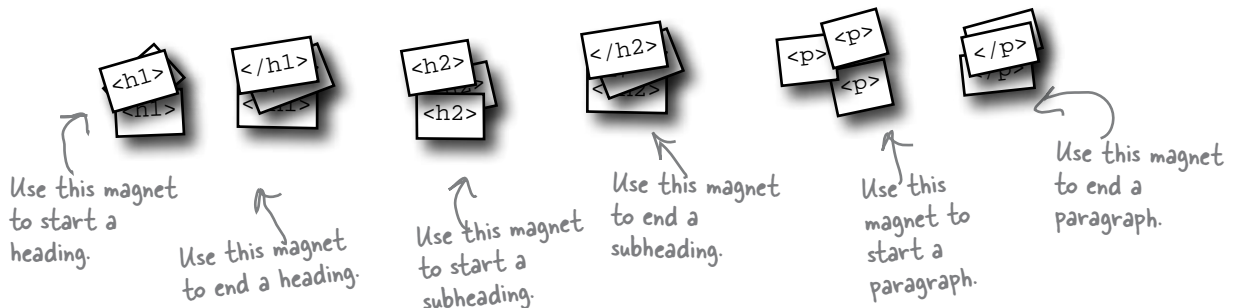 <h1>
<h1>
</h1>
<h2>
<h2>
</h2>
<p>
<p>
<p>
</p>
</p>
Use this magnet
to start a
heading.
Use this magnet
to end a heading.
Use this magnet
to start a
subheading.
Use this magnet
to end a
subheading.
Use this
magnet to
start a
paragraph.
Use this magnet
to end a
paragraph.